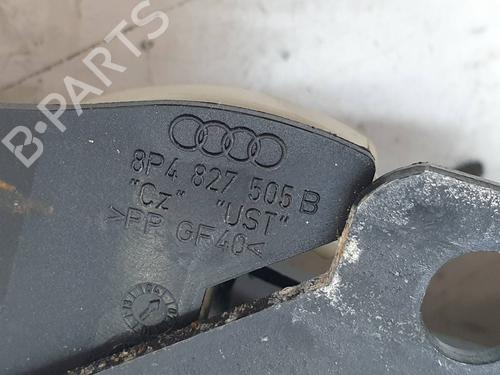 8P4 827 505 B
"Cz" "UST"
>PP GF40<
B-PARTS